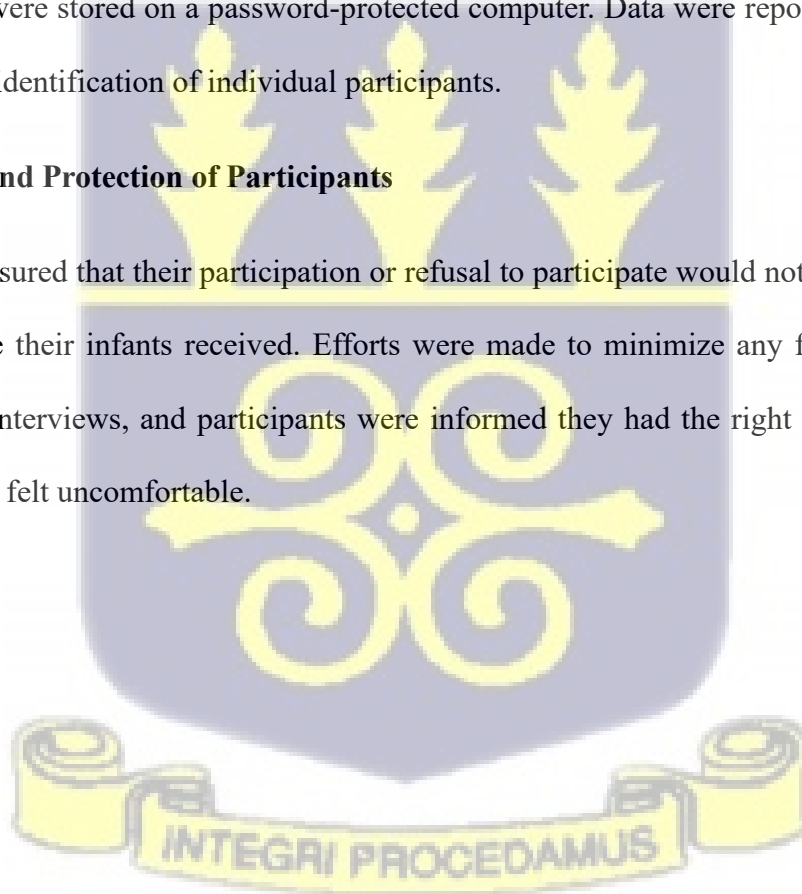 were stored on a password-protected computer. Data were repo
identification of individual participants.
nd Protection of Participants
sured that their participation or refusal to participate would not
e their infants received. Efforts were made to minimize any f
nterviews, and participants were informed they had the right
felt uncomfortable.
INTEGRI PROCEDAMUS